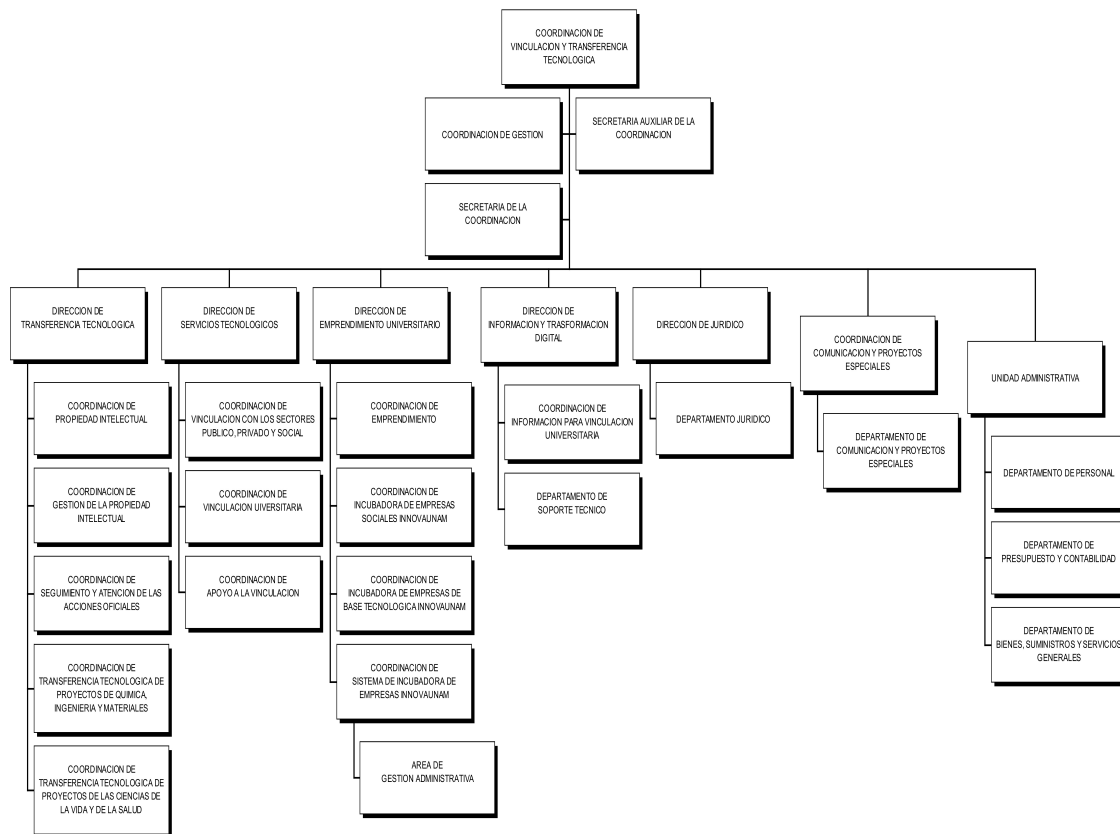 COORDINACION DE
VINCULACION Y TRANSFERENCIA
TECNOLOGICA
COORDINACION DE GESTION
SECRETARIA AUXILIAR DE LA
COORDINACION
SECRETARIA DE LA
COORDINACION
DIRECCION DE
TRANSFERENCIA TECNOLOGICA
COORDINACION DE
PROPIEDAD INTELECTUAL
COORDINACION DE
GESTION DE LA PROPIEDAD
INTELECTUAL
COORDINACION DE
SEGUIMIENTO Y ATENCION DE LAS
ACCIONES OFICIALES
COORDINACION DE
TRANSFERENCIA TECNOLOGICA DE
PROYECTOS DE QUIMICA,
INGENIERIA Y MATERIALES
COORDINACION DE
TRANSFERENCIA TECNOLOGICA DE
PROYECTOS DE LAS CIENCIAS DE
LA VIDA Y DE LA SALUD
DIRECCION DE
SERVICIOS TECNOLOGICOS
COORDINACION DE
VINCULACION CON LOS SECTORES
PUBLICO, PRIVADO Y SOCIAL
COORDINACION DE
VINCULACION UIVERSITARIA
COORDINACION DE
APOYO A LA VINCULACION
DIRECCION DE
EMPRENDIMIENTO UNIVERSITARIO
COORDINACION DE
EMPRENDIMIENTO
COORDINACION DE
INCUBADORA DE EMPRESAS
SOCIALES INNOVAUNAM
COORDINACION DE
INCUBADORA DE EMPRESAS DE
BASE TECNOLOGICA INNOVAUNAM
COORDINACION DE
SISTEMA DE INCUBADORA DE
EMPRESAS INNOVAUNAM
AREA DE
GESTION ADMINISTRATIVA
DIRECCION DE
INFORMACION Y TRASFORMACION
DIGITAL
COORDINACION DE
INFORMACION PARA VINCULACION
UNIVERSITARIA
DEPARTAMENTO DE
SOPORTE TECNICO
DIRECCION DE JURIDICO
DEPARTAMENTO JURIDICO
COORDINACION DE
COMUNICACION Y PROYECTOS
ESPECIALES
DEPARTAMENTO DE
COMUNICACION Y PROYECTOS
ESPECIALES
UNIDAD ADMINISTRATIVA
DEPARTAMENTO DE PERSONAL
DEPARTAMENTO DE
PRESUPUESTO Y CONTABILIDAD
DEPARTAMENTO DE
BIENES, SUMINISTROS Y SERVICIOS
GENERALES